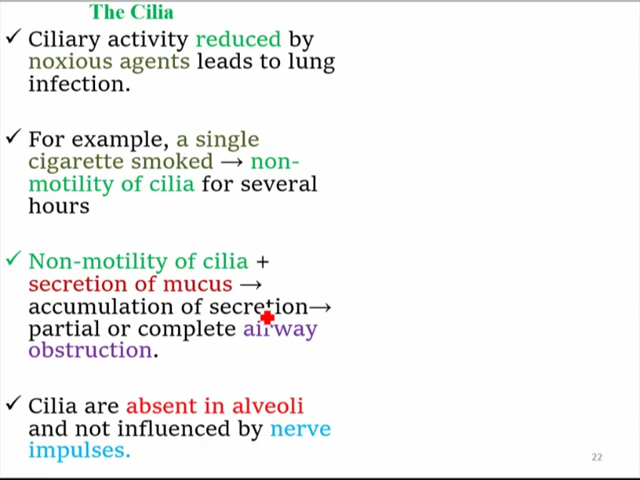 The Cilia
✓ Ciliary activity reduced by
noxious agents leads to lung
infection.
✓ For example, a single
cigarette smoked → non-
motility of cilia for several
hours
✓ Non-motility of cilia +
secretion of mucus →
accumulation of secretion→
partial or complete airway
obstruction.
✓ Cilia are absent in alveoli
and not influenced by nerve
impulses.
22